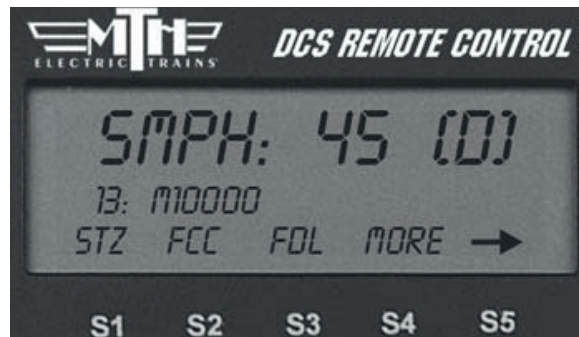 MTH
ELECTRIC TRAINS
DCS REMOTE CONTROL
SMPH: 45 (D)
13: M10000
STZ FCC FDL MORE →
S1 S2 S3 S4 S5